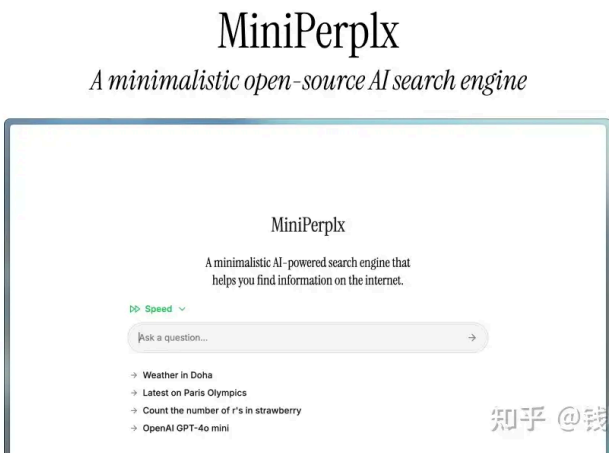 MiniPerplx
A minimalistic open-source AI search engine
MiniPerplx
A minimalistic AI-powered search engine that
helps you find information on the internet.
Speed
Ask a question...
Weather in Doha
Latest on Paris Olympics
Count the number of r's in strawberry
OpenAI GPT-4o mini
知乎 @钱